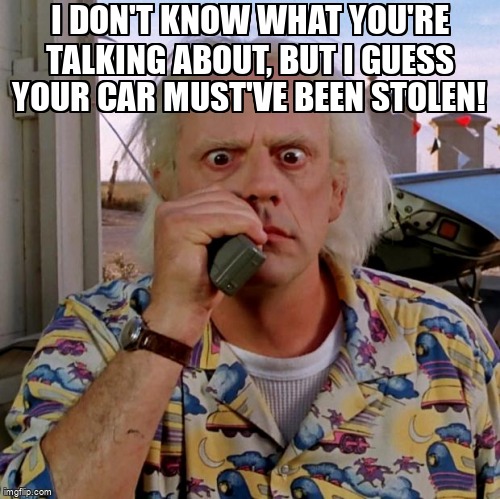 I DON'T KNOW WHAT YOU'RE
TALKING ABOUT, BUT I GUESS
YOUR CAR MUST'VE BEEN STOLEN!
imgflip.com